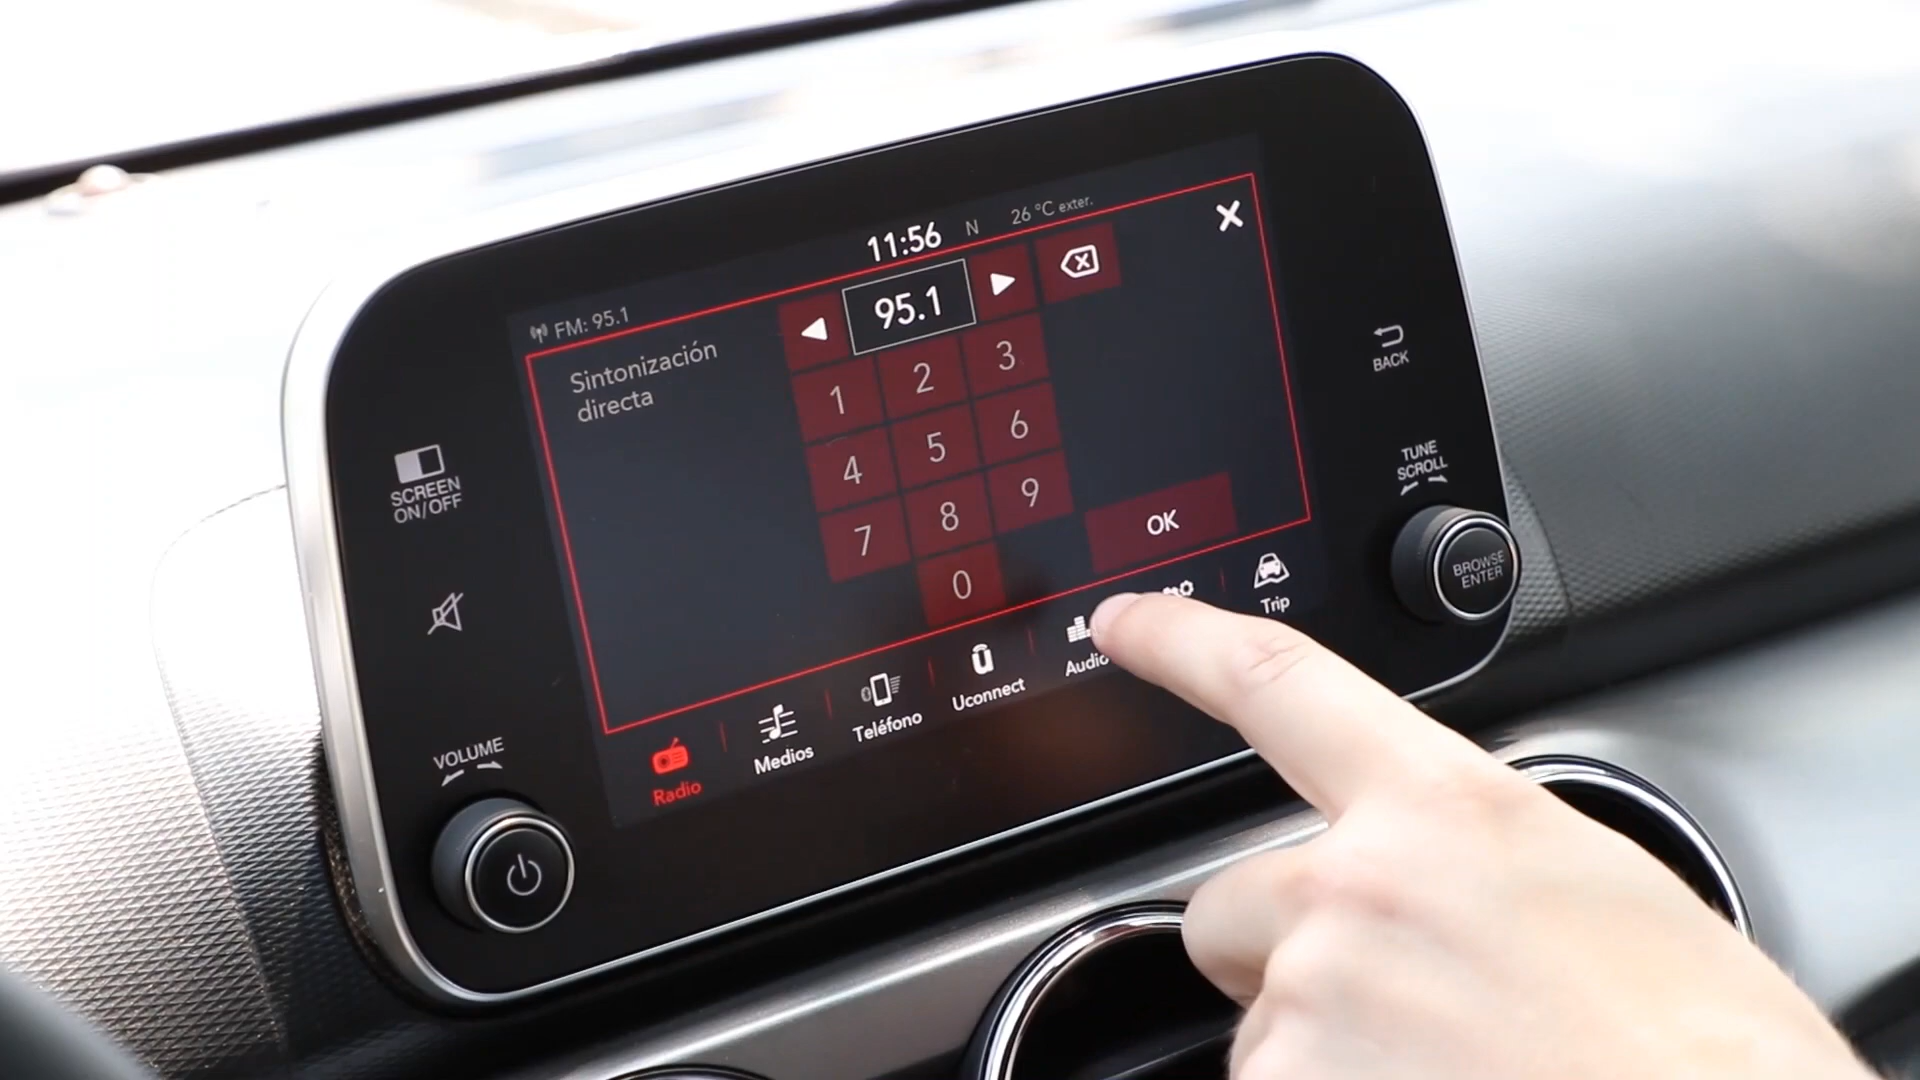 11:56 N 26 °C exter.
FM: 95.1
95.1
Sintonización
directa
1 2 3
4 5 6
7 8 9
0
OK
Radio
Medios
Teléfono
Uconnect
Audio
Trip
SCREEN
ON/OFF
VOLUME
BACK
TUNE
SCROLL
BROWSE
ENTER